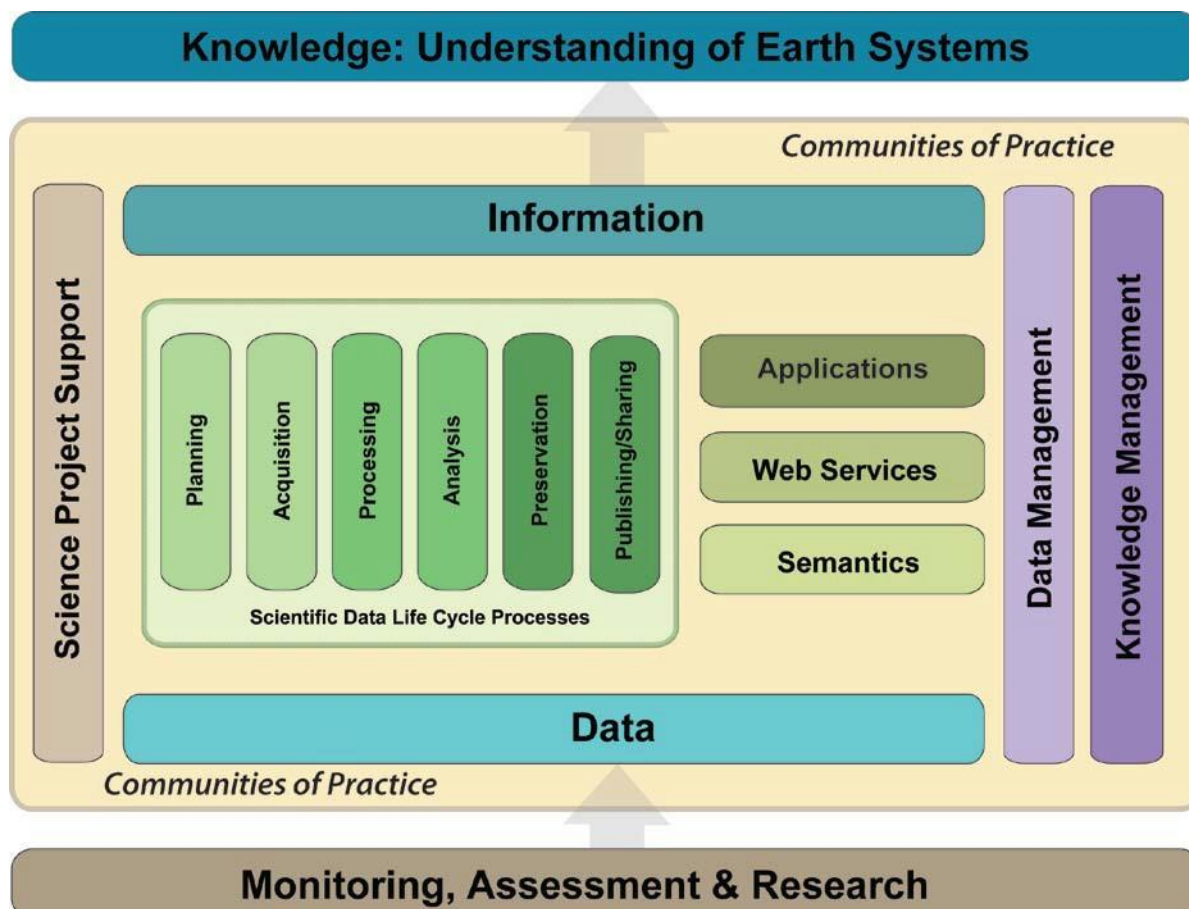 Knowledge: Understanding of Earth Systems
Communities of Practice
Science Project Support
Information
Planning
Acquisition
Processing
Analysis
Preservation
Publishing/Sharing
Scientific Data Life Cycle Processes
Applications
Web Services
Semantics
Data Management
Knowledge Management
Data
Communities of Practice
Monitoring, Assessment & Research